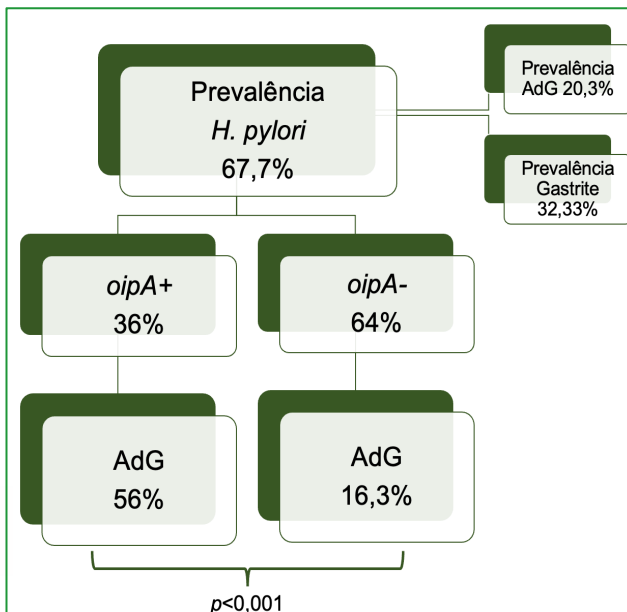 Prevalência
H. pylori
67,7%
Prevalência
AdG 20,3%
Prevalência
Gastrite
32,33%
oipA+
36%
oipA-
64%
AdG
56%
AdG
16,3%
p<0,001